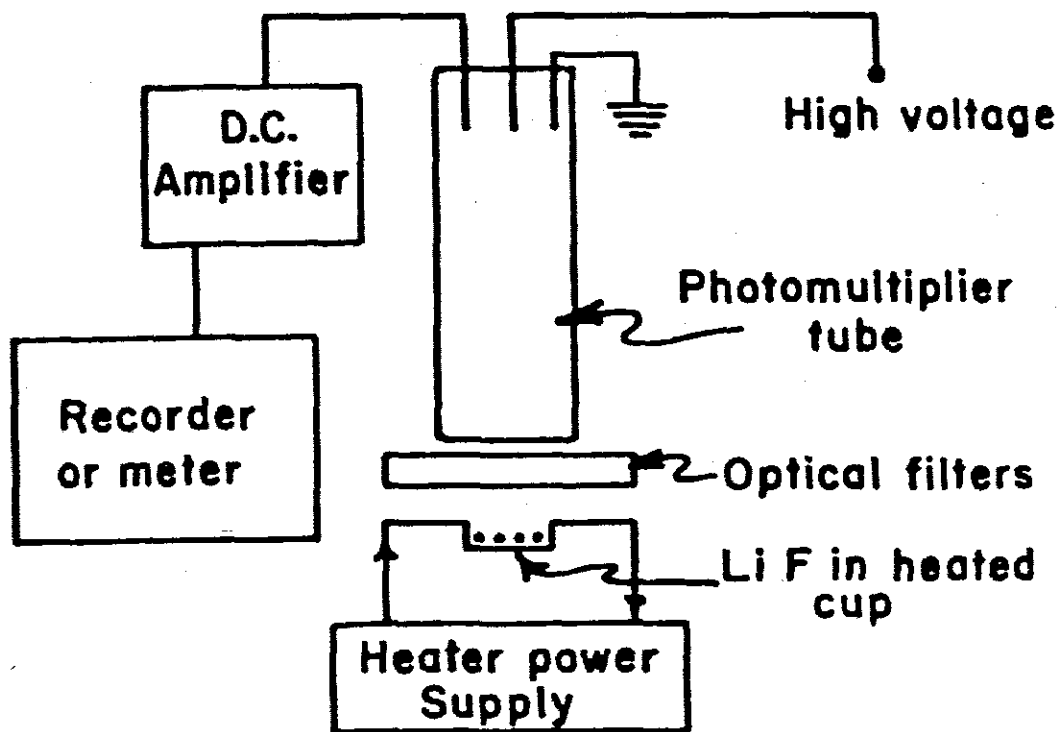 D.C.
Amplifier
High voltage
Photomultiplier
tube
Recorder
or meter
Optical filters
Li F in heated
cup
Heater power
Supply